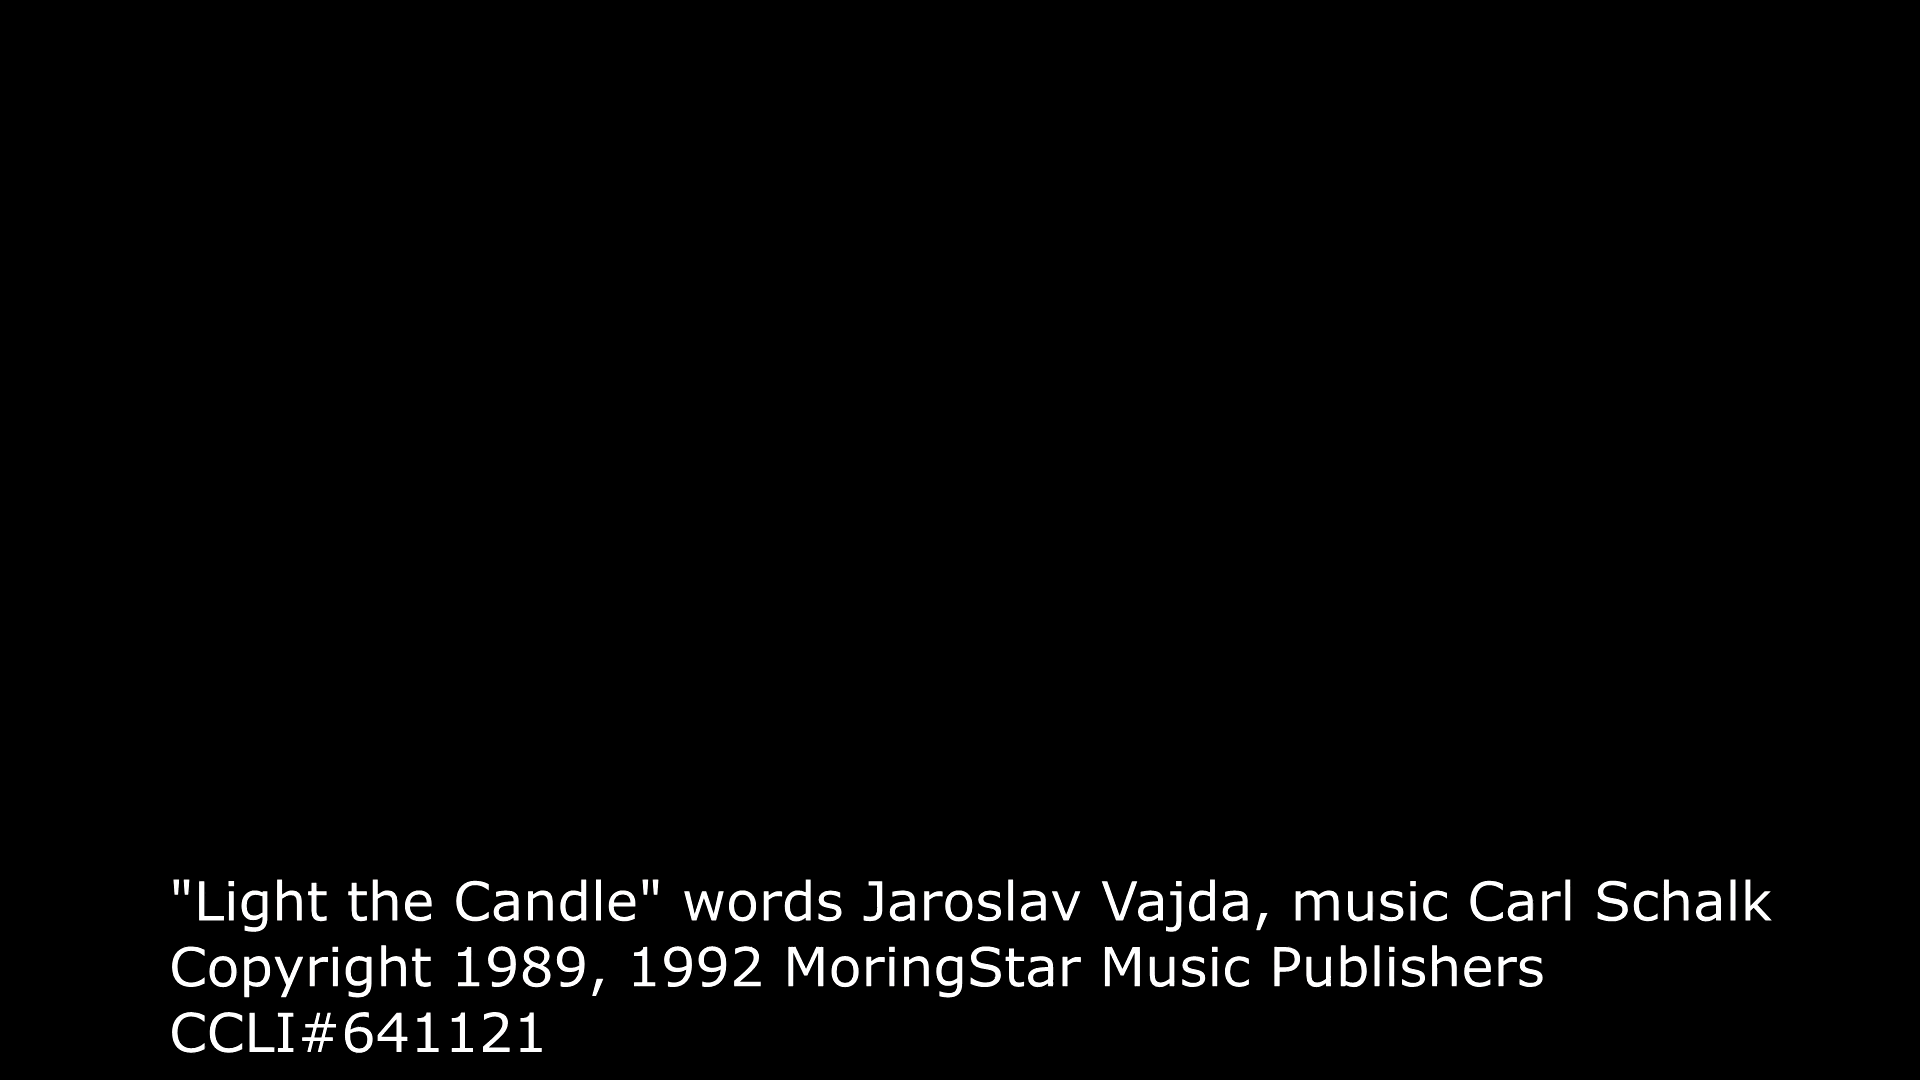 "Light the Candle" words Jaroslav Vajda, music Carl Schalk
Copyright 1989, 1992 MoringStar Music Publishers
CCLI#641121